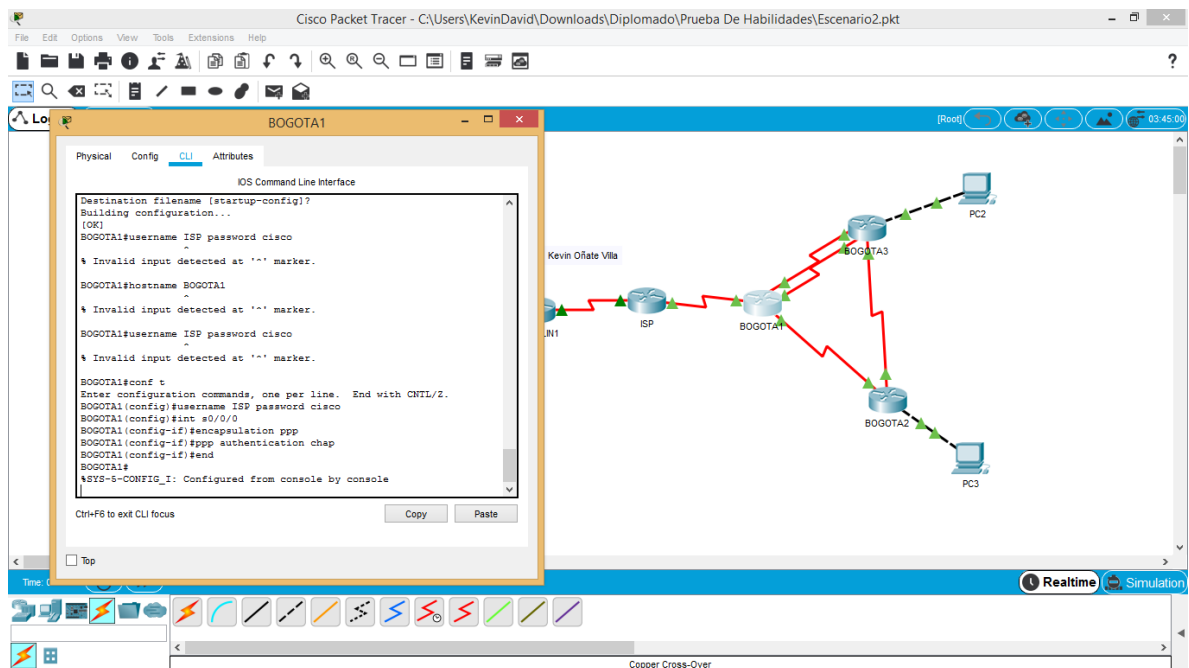 Cisco Packet Tracer - C:\Users\KevinDavid\Downloads\Diplomado\Prueba De Habilidades\Escenario2.pkt
File Edit Options View Tools Extensions Help
?
[Root]
03:45:00
BOGOTA1
Physical Config CLI Attributes
IOS Command Line Interface
Destination filename [startup-config]?
Building configuration...
[OK]
BOGOTA1#username ISP password cisco
^
% Invalid input detected at '^' marker.
BOGOTA1#hostname BOGOTA1
^
% Invalid input detected at '^' marker.
BOGOTA1#username ISP password cisco
^
% Invalid input detected at '^' marker.
BOGOTA1#conf t
Enter configuration commands, one per line. End with CNTL/Z.
BOGOTA1(config)#username ISP password cisco
BOGOTA1(config)#int s0/0/0
BOGOTA1(config-if)#encapsulation ppp
BOGOTA1(config-if)#ppp authentication chap
BOGOTA1(config-if)#end
BOGOTA1#
%SYS-5-CONFIG_I: Configured from console by console
Ctrl+F6 to exit CLI focus
Copy Paste
Top
Kevin Oñate Villa
PC2
BOGOTA3
ISP
BOGOTA1
BOGOTA2
PC3
Time:
Realtime Simulation
Copper Cross-Over